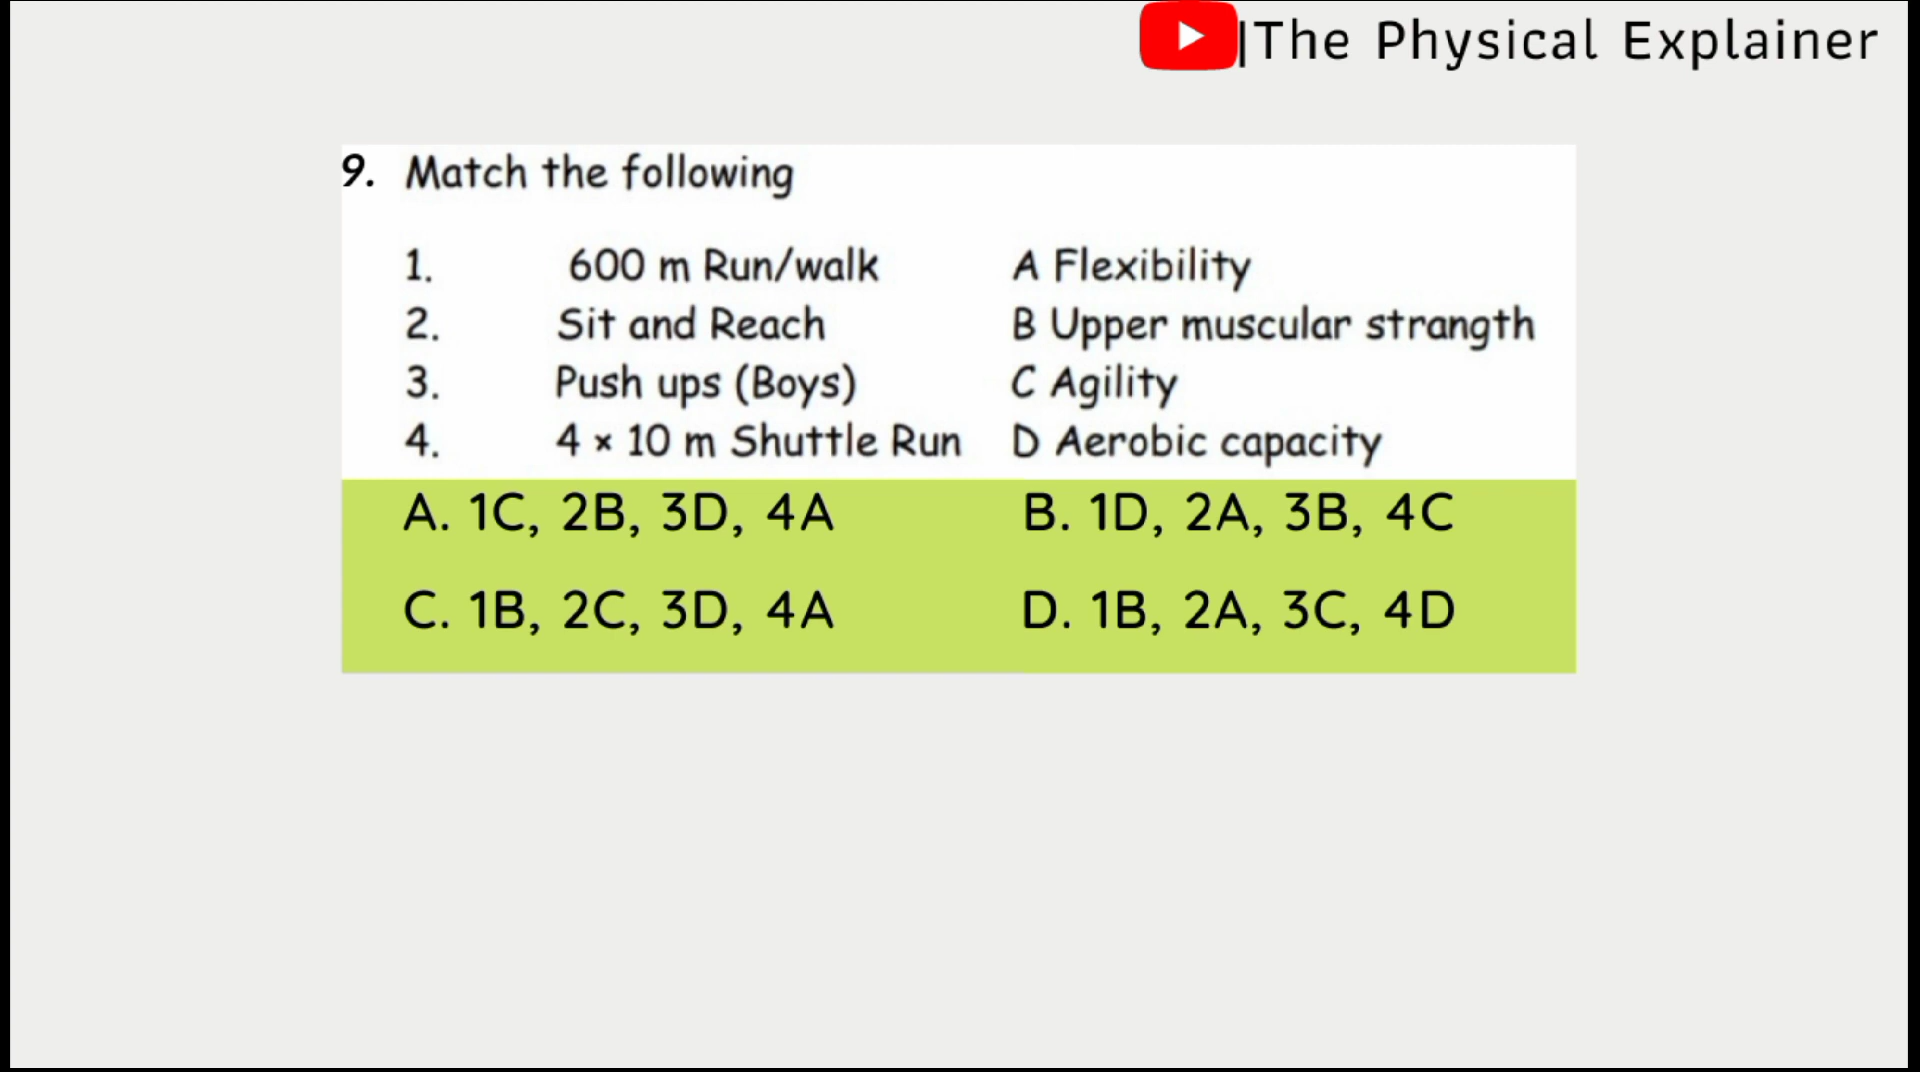 |The Physical Explainer
9. Match the following
1. 600 m Run/walk A Flexibility
2. Sit and Reach B Upper muscular strangth
3. Push ups (Boys) C Agility
4. 4 × 10 m Shuttle Run D Aerobic capacity
A. 1C, 2B, 3D, 4A B. 1D, 2A, 3B, 4C
C. 1B, 2C, 3D, 4A D. 1B, 2A, 3C, 4D